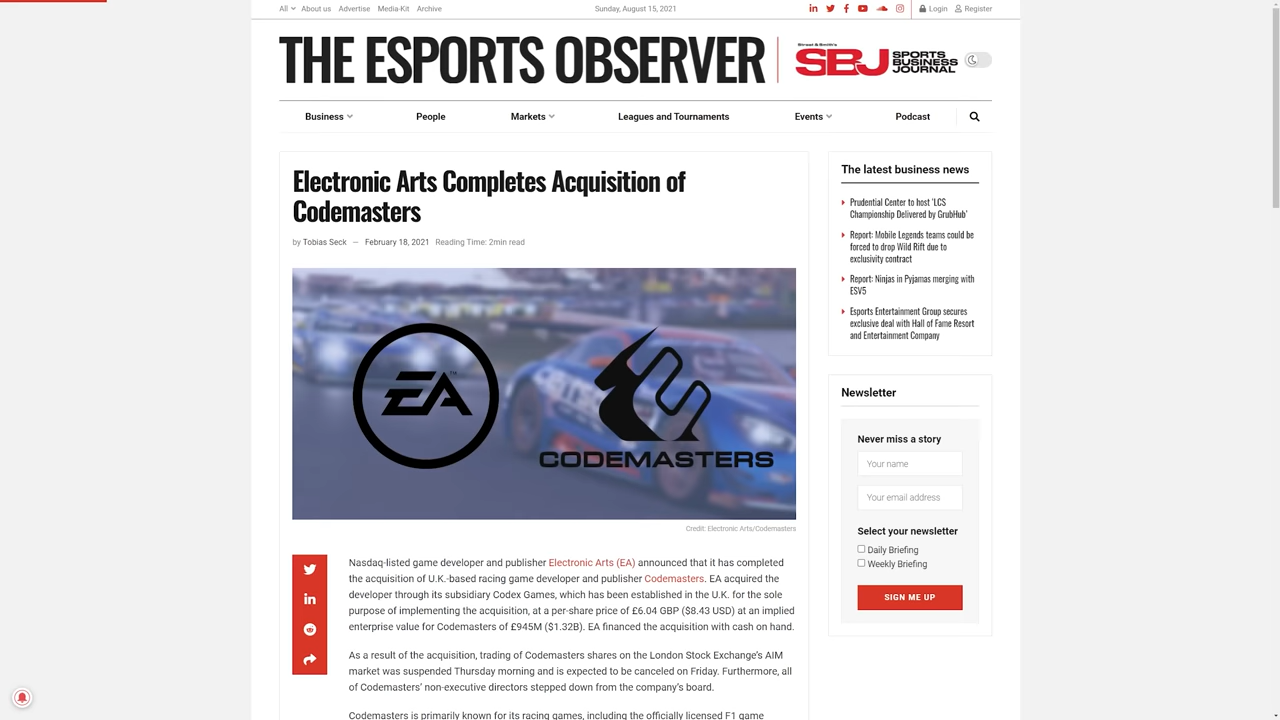 All About us Advertise Media-Kit Archive Sunday, August 15, 2021 Login Register
THE ESPORTS OBSERVER
Street & Smith's
SBJ SPORTS
BUSINESS
JOURNAL
Business People Markets Leagues and Tournaments Events Podcast
Electronic Arts Completes Acquisition of
Codemasters
by Tobias Seck — February 18, 2021 Reading Time: 2min read
EA
TM
CODEMASTERS
Credit: Electronic Arts/Codemasters
Nasdaq-listed game developer and publisher Electronic Arts (EA) announced that it has completed
the acquisition of U.K.-based racing game developer and publisher Codemasters. EA acquired the
developer through its subsidiary Codex Games, which has been established in the U.K. for the sole
purpose of implementing the acquisition, at a per-share price of £6.04 GBP ($8.43 USD) at an implied
enterprise value for Codemasters of £945M ($1.32B). EA financed the acquisition with cash on hand.
As a result of the acquisition, trading of Codemasters shares on the London Stock Exchange's AIM
market was suspended Thursday morning and is expected to be canceled on Friday. Furthermore, all
of Codemasters' non-executive directors stepped down from the company's board.
Codemasters is primarily known for its racing games, including the officially licensed F1 game
The latest business news
Prudential Center to host 'LCS
Championship Delivered by GrubHub'
Report: Mobile Legends teams could be
forced to drop Wild Rift due to
exclusivity contract
Report: Ninjas in Pyjamas merging with
ESV5
Esports Entertainment Group secures
exclusive deal with Hall of Fame Resort
and Entertainment Company
Newsletter
Never miss a story
Your name
Your email address
Select your newsletter
Daily Briefing
Weekly Briefing
SIGN ME UP